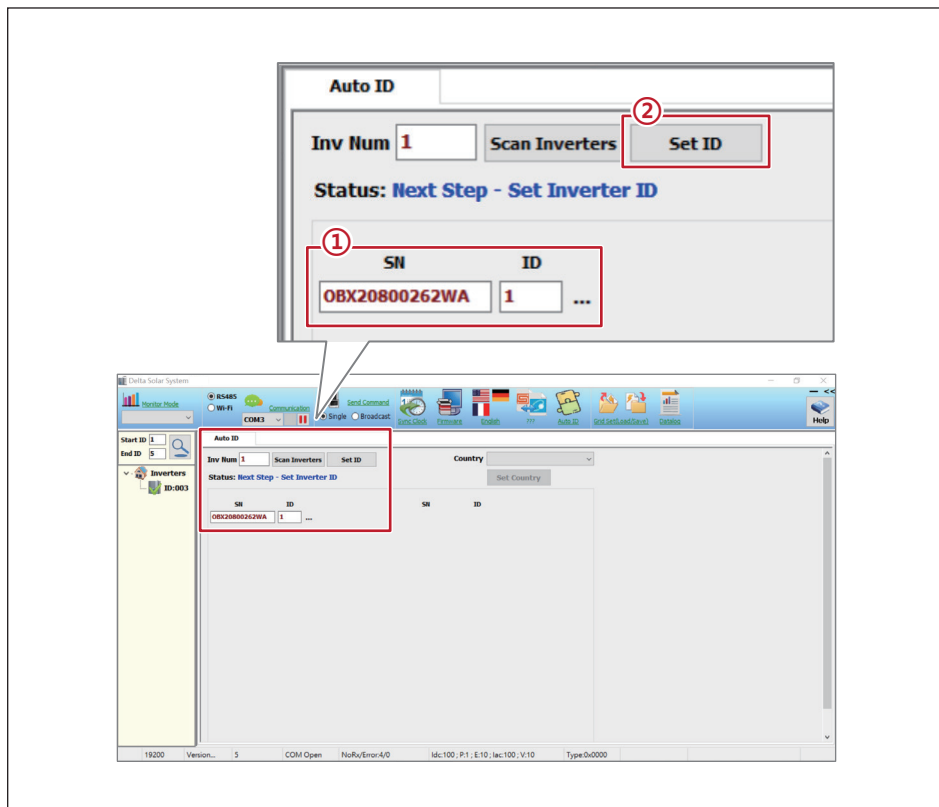 Auto ID
②
Inv Num 1 Scan Inverters Set ID
Status: Next Step - Set Inverter ID
①
SN ID
OBX20800262WA 1 ...
Delta Solar System
Monitor Mode
RS485
Wi-Fi
Communication
COM3
Send Command
Single Broadcast
Sync Clock Firmware English ??? Auto ID Grid Set(Load/Save) Datalog
<<
Help
Start ID 1
End ID 5
Inverters
ID:003
Auto ID
Inv Num 1 Scan Inverters Set ID Country
Status: Next Step - Set Inverter ID Set Country
SN ID SN ID
OBX20800262WA 1 ...
19200 Version... 5 COM Open NoRx/Error:4/0 Idc:100 ; P:1 ; E:10 ; Iac:100 ; V:10 Type:0x0000